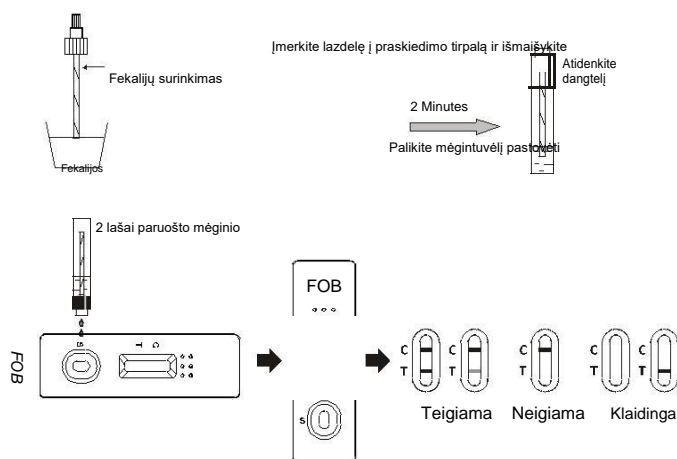 Įmerkite lazdelę į praskiedimo tirpalą ir išmaišykite
Atidenkite
dangtelį
Fekalijų surinkimas
2 Minutes
Palikite mėgintuvėlį pastovėti
Fekalijos
2 lašai paruošto mėginio
FOB
FOB
S
T
C
S
C
T
C
C
T
C
T
Teigiama
Neigiama
Klaidinga